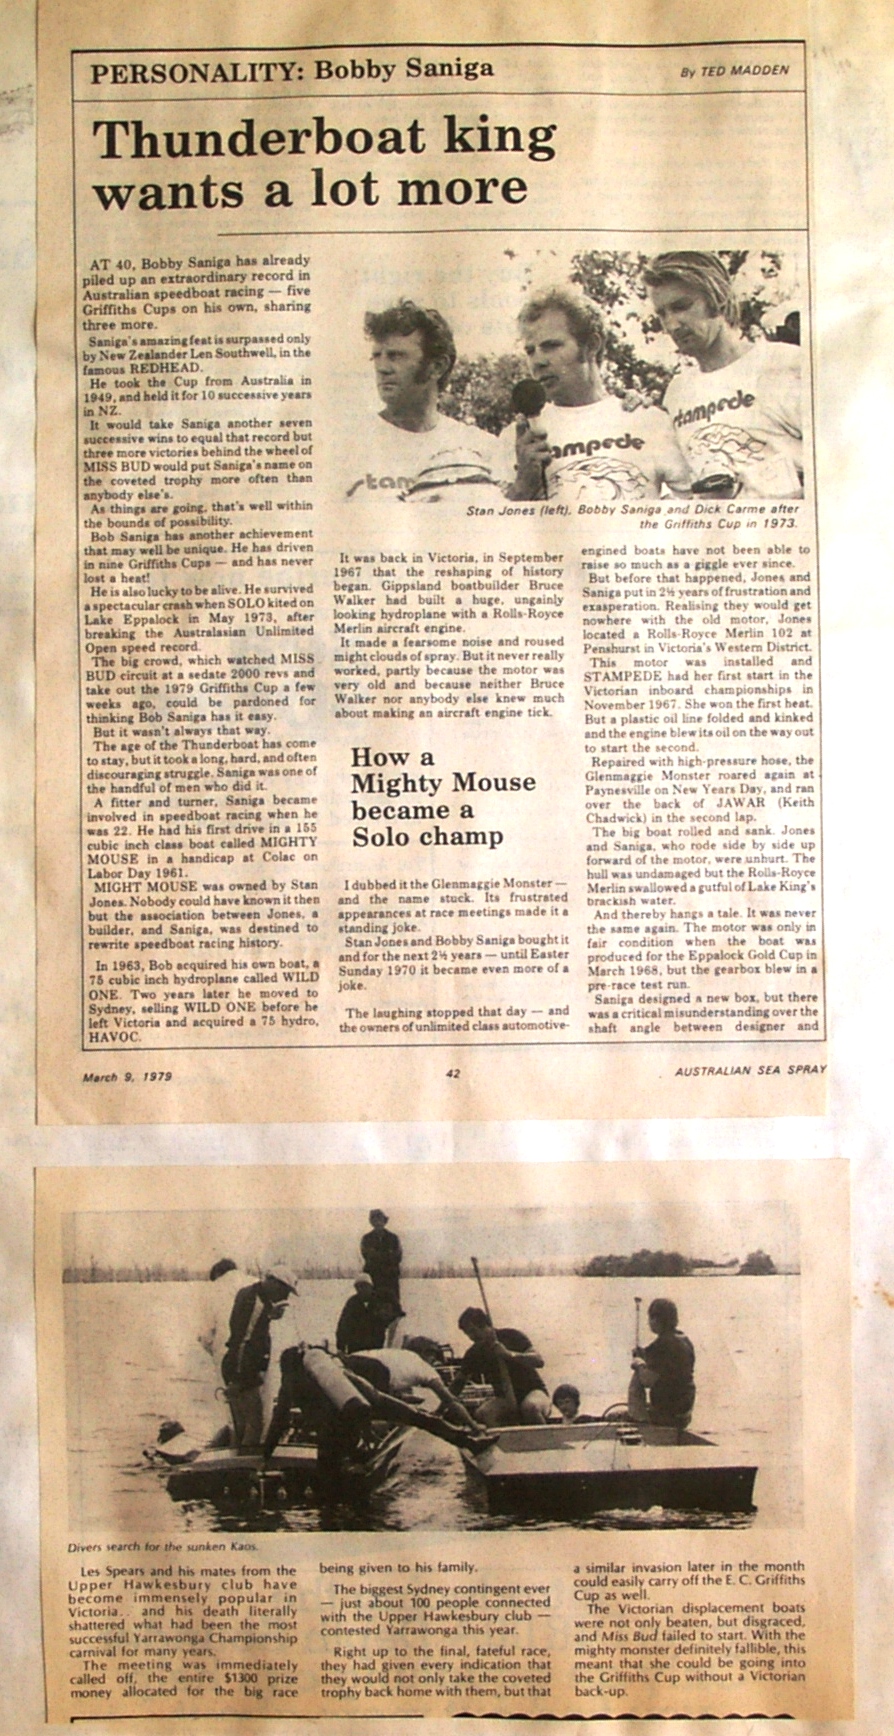 PERSONALITY: Bobby Saniga
By TED MADDEN
Thunderboat king
wants a lot more
AT 40, Bobby Saniga has already
piled up an extraordinary record in
Australian speedboat racing — five
Griffiths Cups on his own, sharing
three more.
Saniga's amazing feat is surpassed only
by New Zealander Len Southwell, in the
famous REDHEAD.
He took the Cup from Australia in
1949, and held it for 10 successive years
in NZ.
It would take Saniga another seven
successive wins to equal that record but
three more victories behind the wheel of
MISS BUD would put Saniga's name on
the coveted trophy more often than
anybody else's.
As things are going, that's well within
the bounds of possibility.
Bob Saniga has another achievement
that may well be unique. He has driven
in nine Griffiths Cups — and has never
lost a heat!
He is also lucky to be alive. He survived
a spectacular crash when SOLO kited on
Lake Eppalock in May 1973, after
breaking the Australasian Unlimited
Open speed record.
The big crowd, which watched MISS
BUD circuit at a sedate 2000 revs and
take out the 1979 Griffiths Cup a few
weeks ago, could be pardoned for
thinking Bob Saniga has it easy.
But it wasn't always that way.
The age of the Thunderboat has come
to stay, but it took a long, hard, and often
discouraging struggle. Saniga was one of
the handful of men who did it.
A fitter and turner, Saniga became
involved in speedboat racing when he
was 22. He had his first drive in a 155
cubic inch class boat called MIGHTY
MOUSE in a handicap at Colac on
Labor Day 1961.
MIGHT MOUSE was owned by Stan
Jones. Nobody could have known it then
but the association between Jones, a
builder, and Saniga, was destined to
rewrite speedboat racing history.
In 1963, Bob acquired his own boat, a
75 cubic inch hydroplane called WILD
ONE. Two years later he moved to
Sydney, selling WILD ONE before he
left Victoria and acquired a 75 hydro,
HAVOC.
stam
ampede
stampede
Stan Jones (left), Bobby Saniga and Dick Carme after
the Griffiths Cup in 1973.
It was back in Victoria, in September
1967 that the reshaping of history
began. Gippsland boatbuilder Bruce
Walker had built a huge, ungainly
looking hydroplane with a Rolls-Royce
Merlin aircraft engine.
It made a fearsome noise and roused
might clouds of spray. But it never really
worked, partly because the motor was
very old and because neither Bruce
Walker nor anybody else knew much
about making an aircraft engine tick.
How a
Mighty Mouse
became a
Solo champ
I dubbed it the Glenmaggie Monster —
and the name stuck. Its frustrated
appearances at race meetings made it a
standing joke.
Stan Jones and Bobby Saniga bought it
and for the next 2½ years — until Easter
Sunday 1970 it became even more of a
joke.
The laughing stopped that day — and
the owners of unlimited class automotive-
engined boats have not been able to
raise so much as a giggle ever since.
But before that happened, Jones and
Saniga put in 2½ years of frustration and
exasperation. Realising they would get
nowhere with the old motor, Jones
located a Rolls-Royce Merlin 102 at
Penshurst in Victoria's Western District.
This motor was installed and
STAMPEDE had her first start in the
Victorian inboard championships in
November 1967. She won the first heat.
But a plastic oil line folded and kinked
and the engine blew its oil on the way out
to start the second.
Repaired with high-pressure hose, the
Glenmaggie Monster roared again at
Paynesville on New Years Day, and ran
over the back of JAWAR (Keith
Chadwick) in the second lap.
The big boat rolled and sank. Jones
and Saniga, who rode side by side up
forward of the motor, were unhurt. The
hull was undamaged but the Rolls-Royce
Merlin swallowed a gutful of Lake King's
brackish water.
And thereby hangs a tale. It was never
the same again. The motor was only in
fair condition when the boat was
produced for the Eppalock Gold Cup in
March 1968, but the gearbox blew in a
pre-race test run.
Saniga designed a new box, but there
was a critical misunderstanding over the
shaft angle between designer and
March 9, 1979
42
AUSTRALIAN SEA SPRAY
Divers search for the sunken Kaos.
Les Spears and his mates from the
Upper Hawkesbury club have
become immensely popular in
Victoria.. and his death literally
shattered what had been the most
successful Yarrawonga Championship
carnival for many years.
The meeting was immediately
called off, the entire $1300 prize
money allocated for the big race
being given to his family.
The biggest Sydney contingent ever
— just about 100 people connected
with the Upper Hawkesbury club —
contested Yarrawonga this year.
Right up to the final, fateful race,
they had given every indication that
they would not only take the coveted
trophy back home with them, but that
a similar invasion later in the month
could easily carry off the E. C. Griffiths
Cup as well.
The Victorian displacement boats
were not only beaten, but disgraced,
and Miss Bud failed to start. With the
mighty monster definitely fallible, this
meant that she could be going into
the Griffiths Cup without a Victorian
back-up.